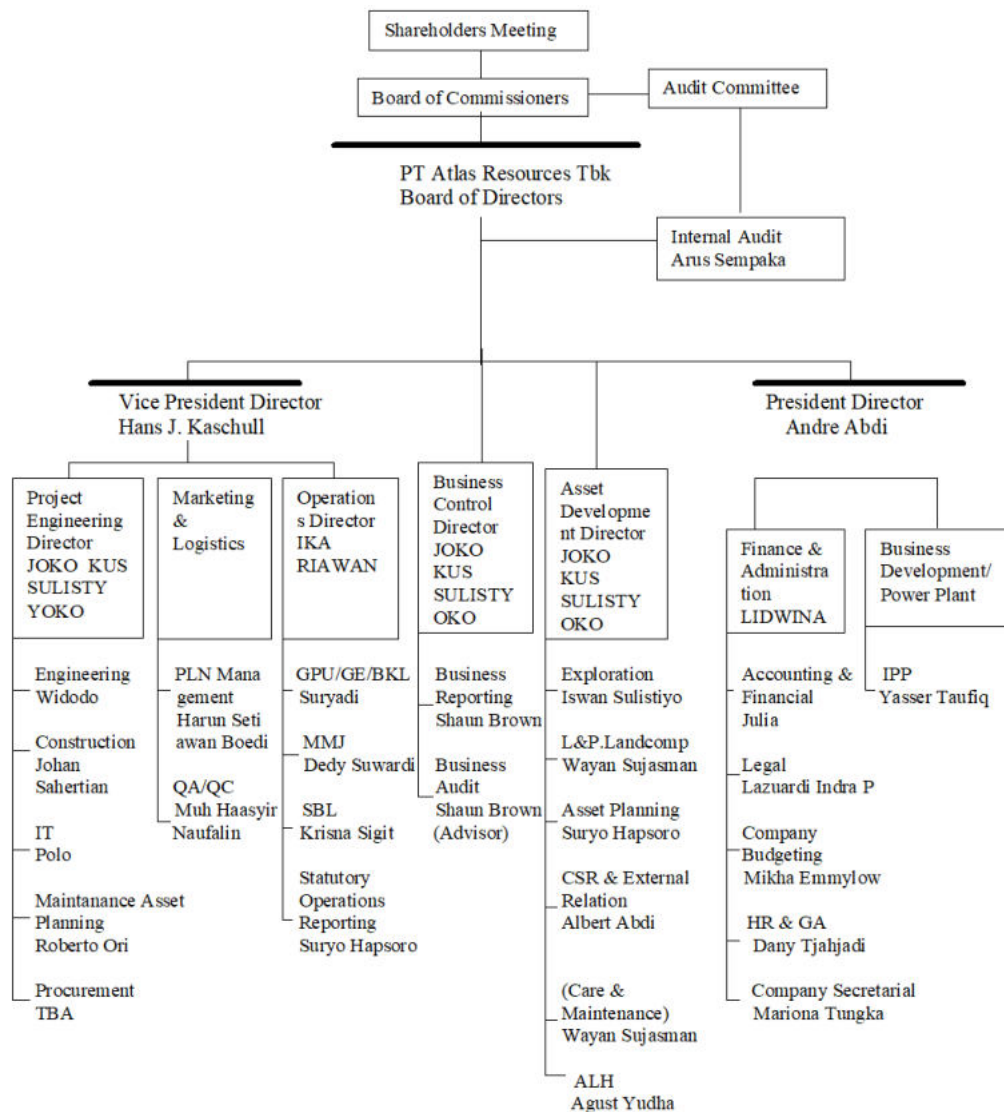 Shareholders Meeting
Board of Commissioners
Audit Committee
PT Atlas Resources Tbk
Board of Directors
Internal Audit
Arus Sempaka
Vice President Director
Hans J. Kaschull
President Director
Andre Abdi
Project
Engineering
Director
JOKO KUS
SULISTY
YOKO
Marketing
&
Logistics
Operation
s Director
IKA
RIAWAN
Business
Control
Director
JOKO
KUS
SULISTY
OKO
Asset
Developme
nt Director
JOKO
KUS
SULISTY
OKO
Finance &
Administra
tion
LIDWINA
Business
Development/
Power Plant
Engineering
Widodo
Construction
Johan
Sahertian
IT
Polo
Maintanance Asset
Planning
Roberto Ori
Procurement
TBA
PLN Mana
gement
Harun Seti
awan Boedi
QA/QC
Muh Haasyir
Naufalin
GPU/GE/BKL
Suryadi
MMJ
Dedy Suwardi
SBL
Krisna Sigit
Statutory
Operations
Reporting
Suryo Hapsoro
Business
Reporting
Shaun Brown
Business
Audit
Shaun Brown
(Advisor)
Exploration
Iswan Sulistiyo
L&P.Landcomp
Wayan Sujasman
Asset Planning
Suryo Hapsoro
CSR & External
Relation
Albert Abdi
(Care &
Maintenance)
Wayan Sujasman
ALH
Agust Yudha
Accounting &
Financial
Julia
Legal
Lazuardi Indra P
Company
Budgeting
Mikha Emmylow
HR & GA
Dany Tjahjadi
Company Secretarial
Mariona Tungka
IPP
Yasser Taufiq